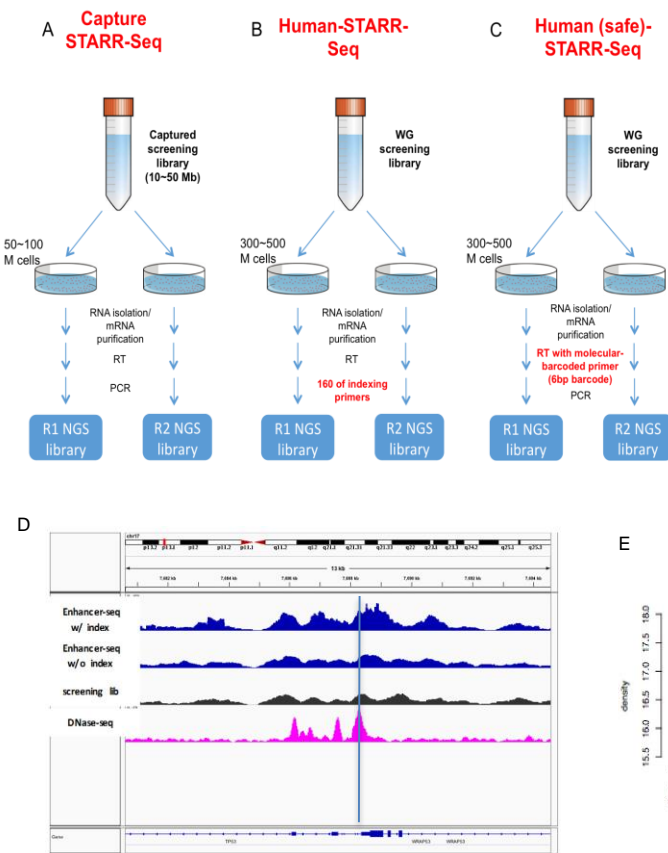 A
Capture
STARR-Seq
Captured
screening
library
(10~50 Mb)
50~100
M cells
RNA isolation/
mRNA
purification
RT
PCR
R1 NGS
library
R2 NGS
library
B
Human-STARR-
Seq
WG
screening
library
300~500
M cells
RNA isolation/
mRNA
purification
RT
160 of indexing
primers
R1 NGS
library
R2 NGS
library
C
Human (safe)-
STARR-Seq
WG
screening
library
300~500
M cells
RNA isolation/
mRNA
purification
RT with molecular-
barcoded primer
(6bp barcode)
PCR
R1 NGS
library
R2 NGS
library
D
chr17
13 kb
Enhancer-seq
w/ index
Enhancer-seq
w/o index
screening lib
DNase-seq
Gene
TP53
WRAP53
WRAP53
E
density
18.0
17.5
17.0
16.5
16.0
15.5